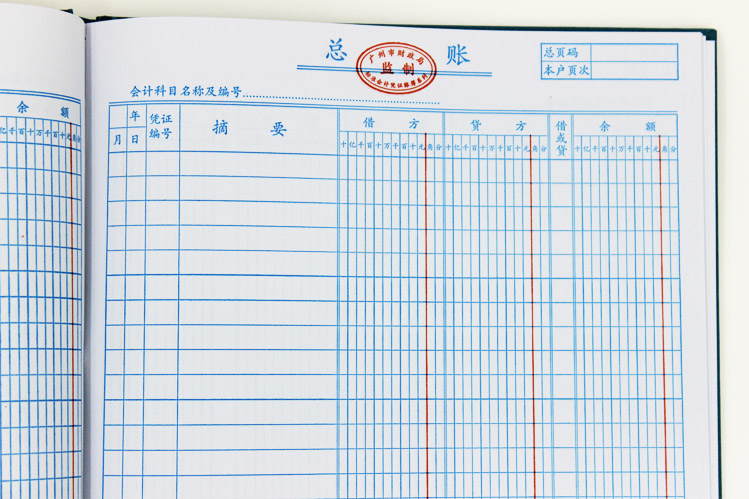 余 额
亿千百十万千百十元角分
总 账
广州市财政局
监制
总页码
本户页次
会计科目名称及编号
年
月 日
凭证
编号
摘 要
借 方
十亿千百十万千百十元角分
贷 方
十亿千百十万千百十元角分
借
或
贷
余 额
十亿千百十万千百十元角分